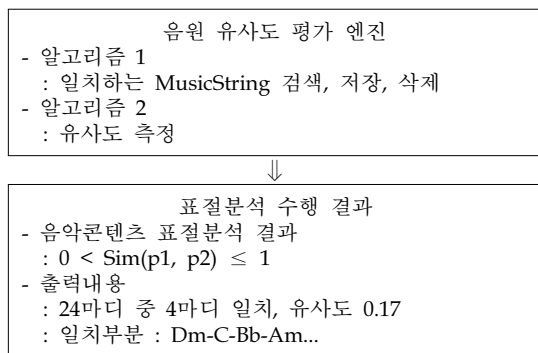 음원 유사도 평가 엔진
- 알고리즘 1
: 일치하는 MusicString 검색, 저장, 삭제
- 알고리즘 2
: 유사도 측정
⇓
표절분석 수행 결과
- 음악콘텐츠 표절분석 결과
: 0 < Sim(p1, p2) ≤ 1
- 출력내용
: 24마디 중 4마디 일치, 유사도 0.17
: 일치부분 : Dm-C-Bb-Am...